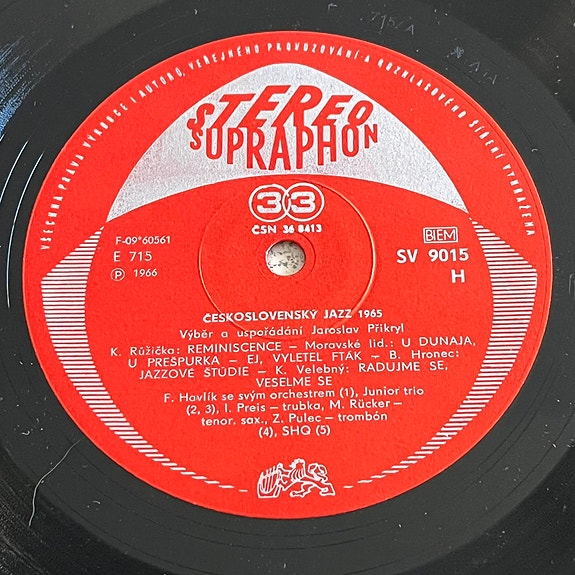 VŠECHNA PRÁVA VÝROBCE I AUTORŮ, VEŘEJNÉHO PROVOZOVÁNÍ A ROZHLASOVÉHO ŠÍŘENÍ VYHRAŽENA
STEREO
SUPRAPHON
33
ČSN 36 8413
F-09*60561
E 715
Ⓟ 1966
BIEM
SV 9015
H
ČESKOSLOVENSKÝ JAZZ 1965
Výběr a uspořádání Jaroslav Přikryl
K. Růžička: REMINISCENCE – Moravské lid.: U DUNAJA,
U PREŠPURKA – EJ, VYLETEL FTÁK – B. Hronec:
JAZZOVÉ ŠTÚDIE – K. Velebný: RADUJME SE,
VESELME SE
F. Havlík se svým orchestrem (1), Junior trio
(2, 3), I. Preis – trubka, M. Rücker –
tenor. sax., Z. Pulec – trombón
(4), SHQ (5)